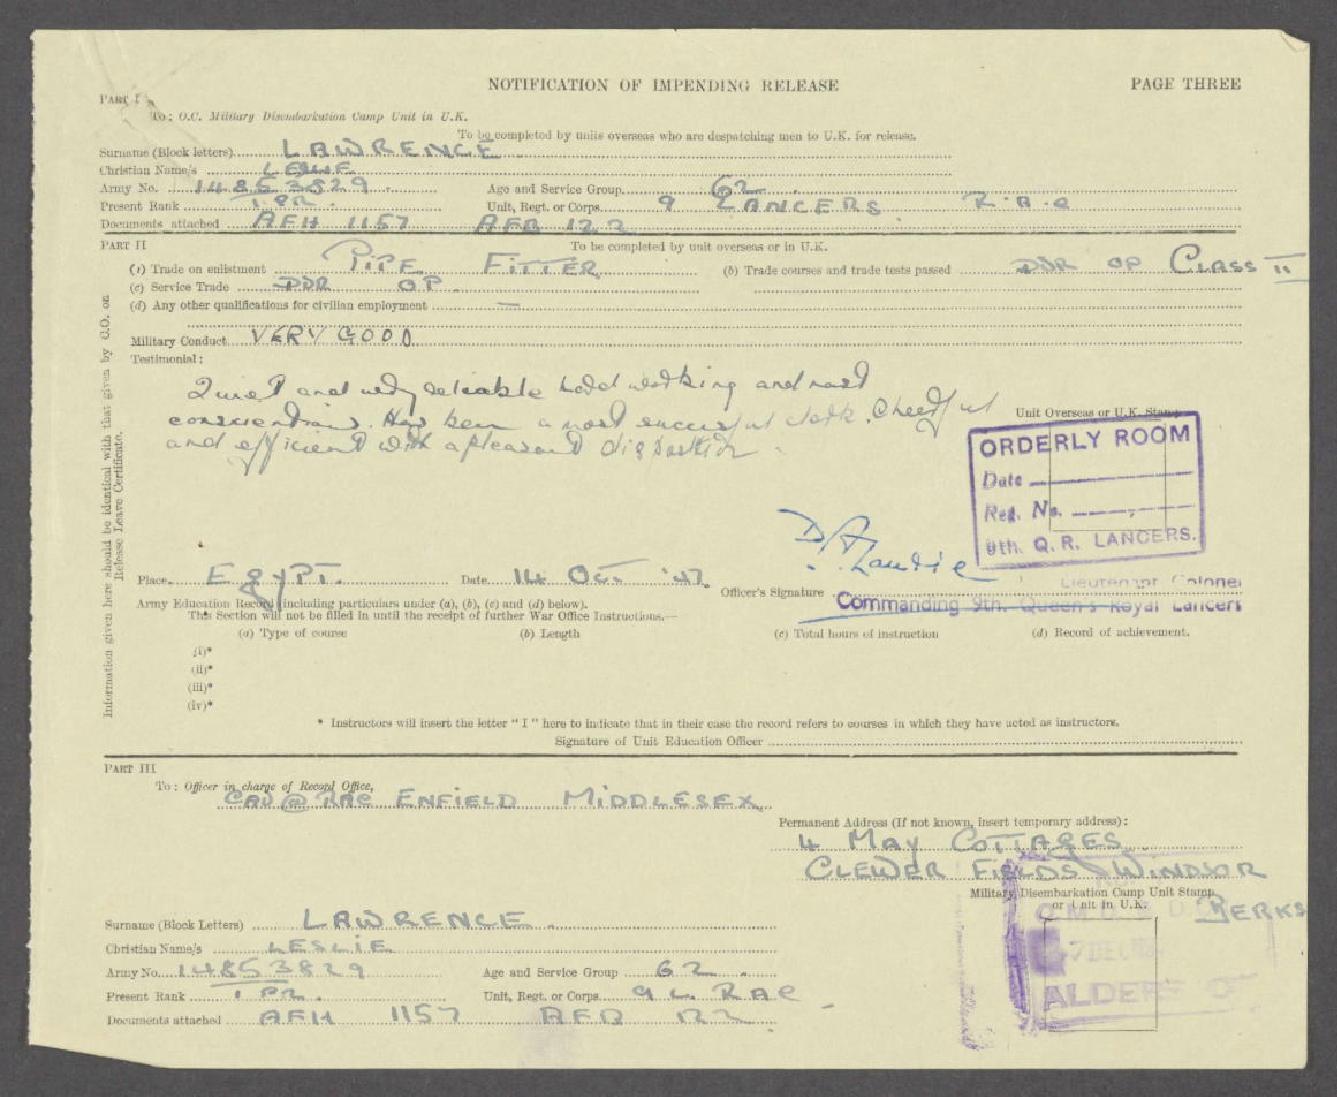 NOTIFICATION OF IMPENDING RELEASE
PAGE THREE
PART I
To: O.C. Military Disembarkation Camp Unit in U.K.
To be completed by units overseas who are despatching men to U.K. for release.
Surname (Block letters) LAWRENCE
Christian Name/s
Army No. 14853829 Age and Service Group 62
Present Rank TPR. Unit, Regt. or Corps 9 LANCERS R.A.C
Documents attached AFH 1157 AFB 122
PART II
To be completed by unit overseas or in U.K.
(a) Trade on enlistment PIPE FITTER (b) Trade courses and trade tests passed OP CLASS II
(c) Service Trade OP
(d) Any other qualifications for civilian employment —
Military Conduct VERY GOOD
Testimonial:
Quiet and very reliable hard working and most
conscientious. Has been a most successful clerk. Cheerful
and efficient with a pleasant disposition.
Unit Overseas or U.K. Stamp
ORDERLY ROOM
Date
Reg. No.
9th. Q.R. LANCERS.
Place EGYPT. Date 14 OCT '47.
Officer's Signature
Lieutenant Colonel
Commanding 9th. Queen's Royal Lancers
Army Education Record (including particulars under (a), (b), (c) and (d) below).
This Section will not be filled in until the receipt of further War Office Instructions.—
(a) Type of course (b) Length (c) Total hours of instruction (d) Record of achievement.
(i)*
(ii)*
(iii)*
(iv)*
* Instructors will insert the letter " I " here to indicate that in their case the record refers to courses in which they have acted as instructors.
Signature of Unit Education Officer
Information given here should be identical with that given by C.O. on
Release Leave Certificate.
PART III
To: Officer in charge of Record Office,
RAC ENFIELD MIDDLESEX
Permanent Address (If not known, insert temporary address):
4 MAY COTTAGES
CLEWER FIELDS WINDSOR
BERKS
Military Disembarkation Camp Unit Stamp
or Unit in U.K.
Surname (Block Letters) LAWRENCE
Christian Name/s LESLIE
Army No. 14853829 Age and Service Group 62
Present Rank TPR. Unit, Regt. or Corps 9 L RAC
Documents attached AFH 1157 AFB 122